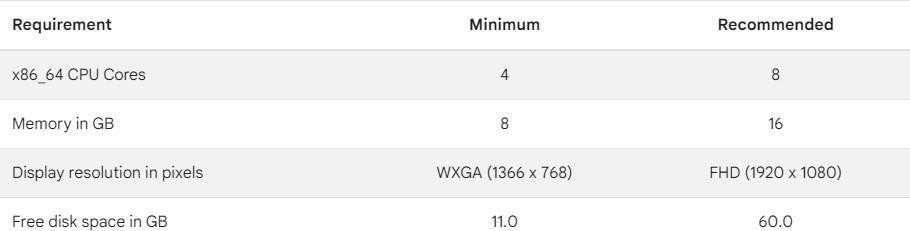 Requirement Minimum Recommended
x86_64 CPU Cores 4 8
Memory in GB 8 16
Display resolution in pixels WXGA (1366 x 768) FHD (1920 x 1080)
Free disk space in GB 11.0 60.0